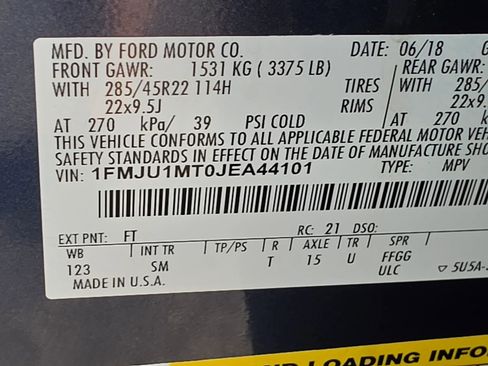 MFD. BY FORD MOTOR CO. DATE: 06/18
FRONT GAWR: 1531 KG ( 3375 LB) REAR GAWR:
WITH 285/45R22 114H TIRES 285/
22x9.5J RIMS 22x9.
AT 270 kPa/ 39 PSI COLD AT 270
THIS VEHICLE CONFORMS TO ALL APPLICABLE FEDERAL MOTOR VEH
SAFETY STANDARDS IN EFFECT ON THE DATE OF MANUFACTURE SHO
VIN: 1FMJU1MT0JEA44101 TYPE: MPV
EXT PNT: FT RC: 21 DSO:
WB INT TR TP/PS R AXLE TR SPR
123 SM T 15 U FFGG
ULC ▽ 5U5A-
MADE IN U.S.A.
LOADING INFOR